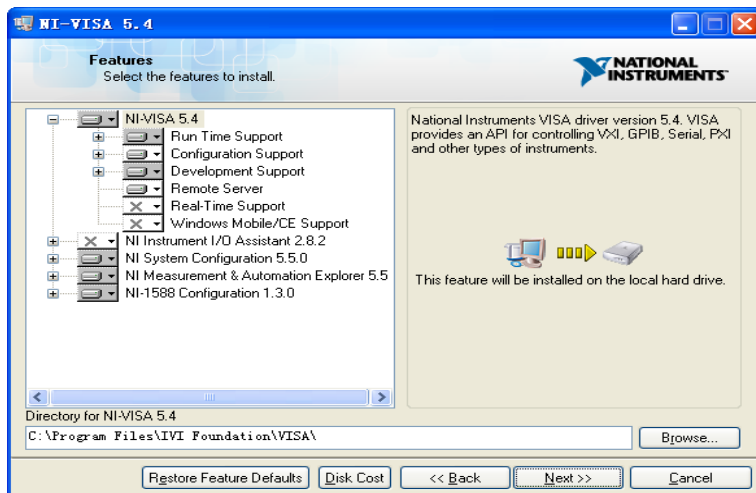 NI-VISA 5.4
Features
Select the features to install.
NATIONAL
INSTRUMENTS™
NI-VISA 5.4
Run Time Support
Configuration Support
Development Support
Remote Server
Real-Time Support
Windows Mobile/CE Support
NI Instrument I/O Assistant 2.8.2
NI System Configuration 5.5.0
NI Measurement & Automation Explorer 5.5
NI-1588 Configuration 1.3.0
National Instruments VISA driver version 5.4. VISA
provides an API for controlling VXI, GPIB, Serial, PXI
and other types of instruments.
This feature will be installed on the local hard drive.
Directory for NI-VISA 5.4
C:\Program Files\IVI Foundation\VISA\
Browse...
Restore Feature Defaults
Disk Cost
<< Back
Next >>
Cancel